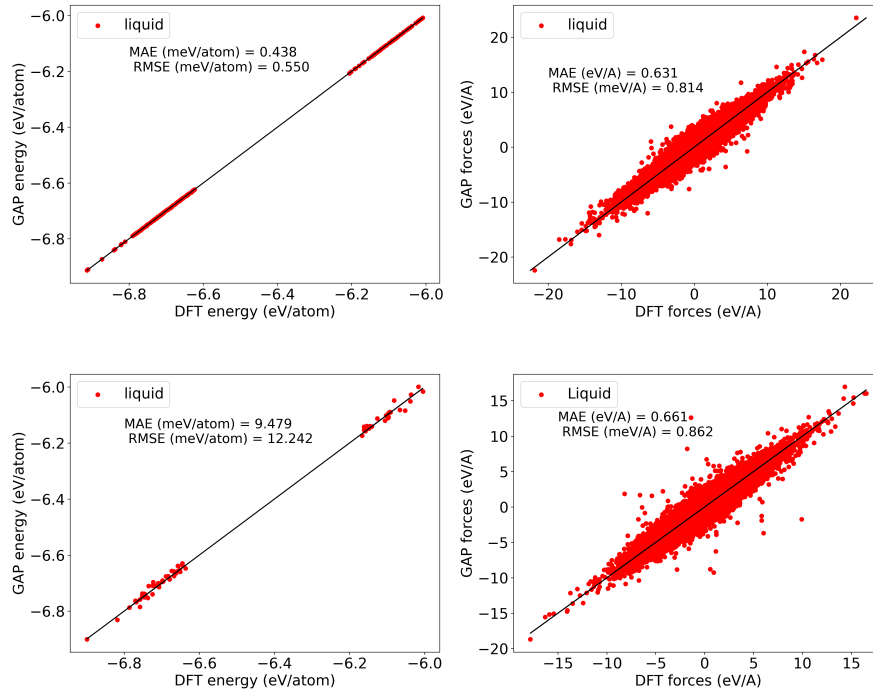 liquid
MAE (meV/atom) = 0.438
RMSE (meV/atom) = 0.550
GAP energy (eV/atom)
−6.0
−6.2
−6.4
−6.6
−6.8
−6.8 −6.6 −6.4 −6.2 −6.0
DFT energy (eV/atom)
liquid
MAE (eV/A) = 0.631
RMSE (meV/A) = 0.814
GAP forces (eV/A)
20
10
0
−10
−20
−20 −10 0 10 20
DFT forces (eV/A)
liquid
MAE (meV/atom) = 9.479
RMSE (meV/atom) = 12.242
GAP energy (eV/atom)
−6.0
−6.2
−6.4
−6.6
−6.8
−6.8 −6.6 −6.4 −6.2 −6.0
DFT energy (eV/atom)
Liquid
MAE (eV/A) = 0.661
RMSE (meV/A) = 0.862
GAP forces (eV/A)
15
10
5
0
−5
−10
−15
−20
−15 −10 −5 0 5 10 15
DFT forces (eV/A)